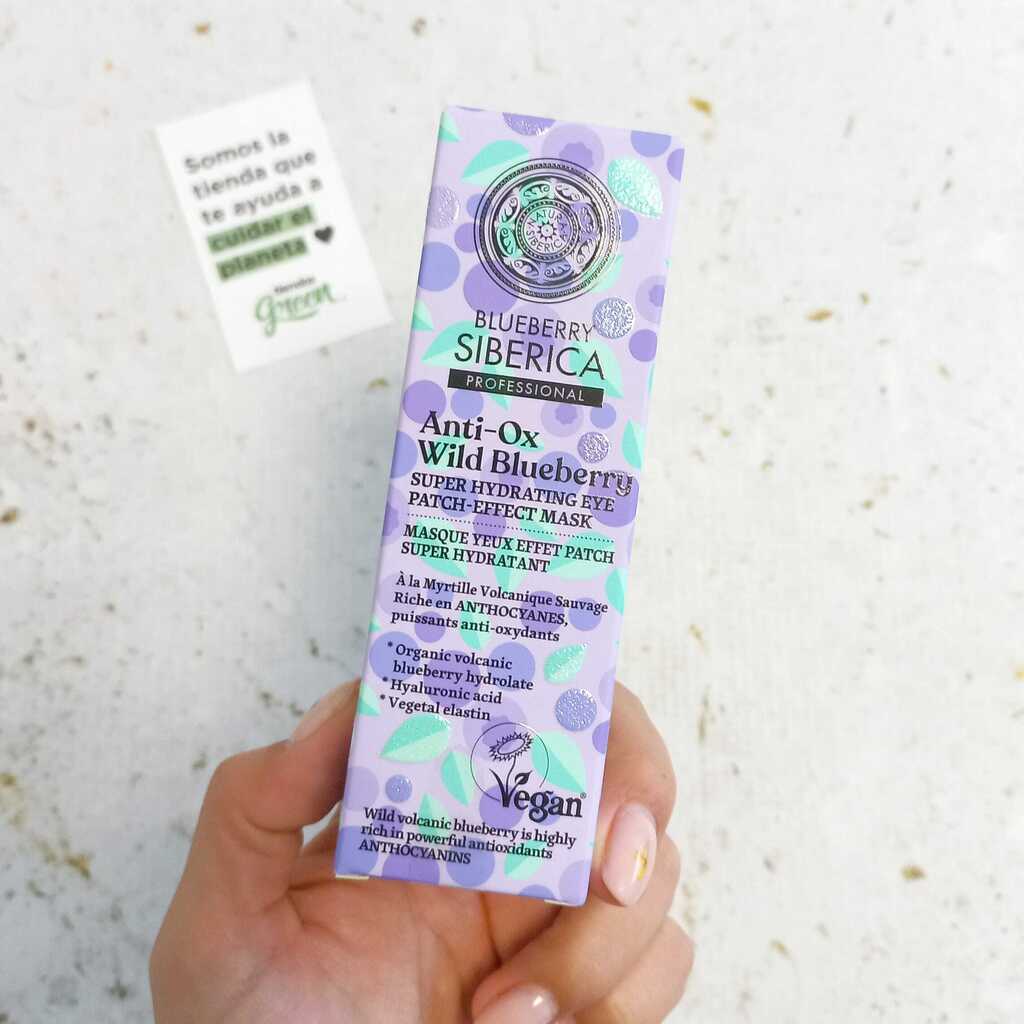 Somos la
tienda que
te ayuda a
cuidar el
planeta
green
NATURA
SIBERICA
BLUEBERRY
SIBERICA
PROFESSIONAL
Anti-Ox
Wild Blueberry
SUPER HYDRATING EYE
PATCH-EFFECT MASK
MASQUE YEUX EFFET PATCH
SUPER HYDRATANT
À la Myrtille Volcanique Sauvage
Riche en ANTHOCYANES,
puissants anti-oxydants
* Organic volcanic
blueberry hydrolate
* Hyaluronic acid
* Vegetal elastin
Vegan®
Wild volcanic blueberry is highly
rich in powerful antioxidants
ANTHOCYANINS